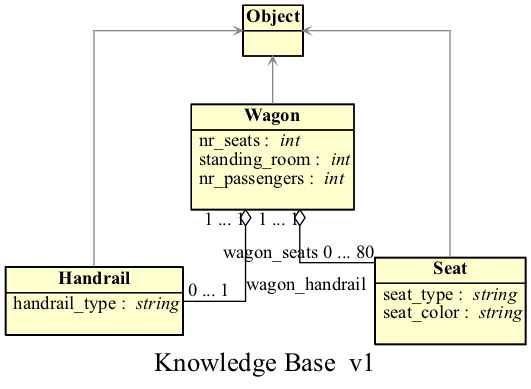 Object
Wagon
nr_seats : int
standing_room : int
nr_passengers : int
1 ... 1 1 ... 1
wagon_seats 0 ... 80
Handrail
handrail_type : string
0 ... 1
wagon_handrail
Seat
seat_type : string
seat_color : string
Knowledge Base v1